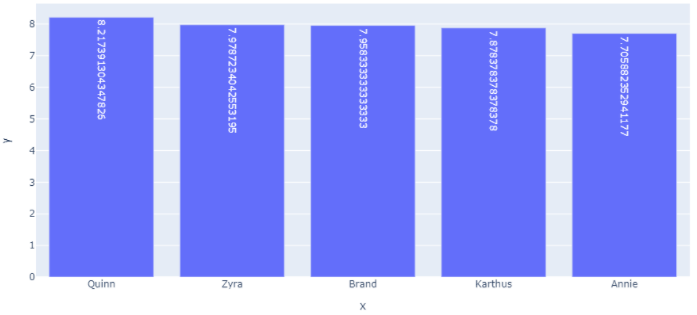 8
7
6
5
4
3
2
1
0
y
8.217391304347826
7.9787234042553195
7.958333333333333
7.878378378378378
7.705882352941177
Quinn
Zyra
Brand
Karthus
Annie
x